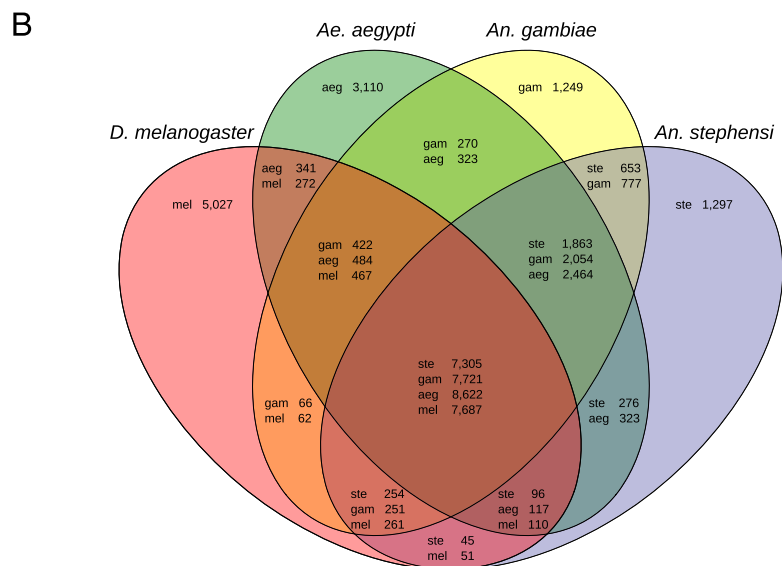 B
Ae. aegypti
An. gambiae
D. melanogaster
An. stephensi
aeg 3,110
gam 1,249
gam 270
aeg 323
aeg 341
mel 272
ste 653
gam 777
mel 5,027
ste 1,297
gam 422
aeg 484
mel 467
ste 1,863
gam 2,054
aeg 2,464
ste 7,305
gam 7,721
aeg 8,622
mel 7,687
gam 66
mel 62
ste 276
aeg 323
ste 254
gam 251
mel 261
ste 96
aeg 117
mel 110
ste 45
mel 51